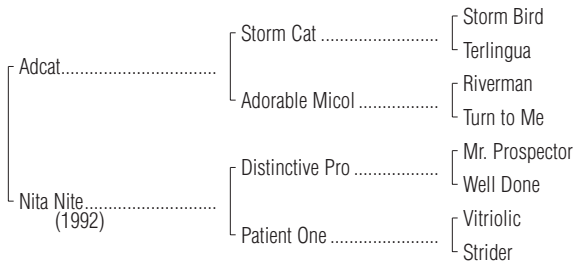 Storm Bird
Storm Cat ..........................
Terlingua
Adcat..................................
Riverman
Adorable Micol ..................
Turn to Me
Mr. Prospector
Distinctive Pro ...................
Well Done
Nita Nite.............................
(1992)
Vitriolic
Patient One ........................
Strider